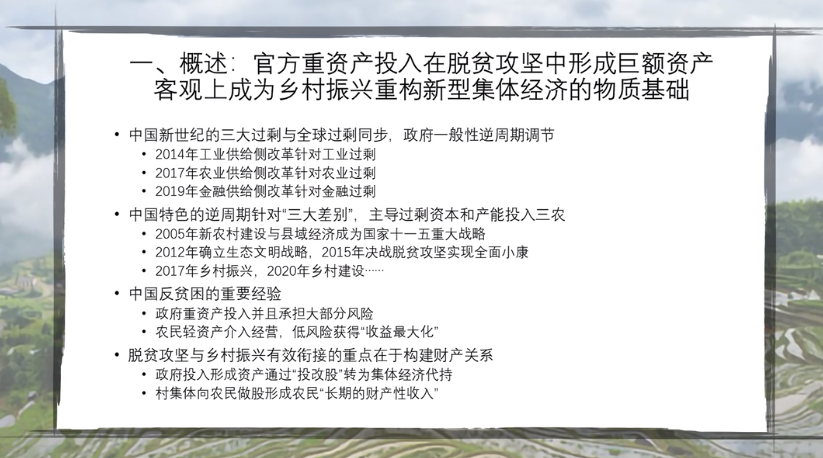 一、概述：官方重资产投入在脱贫攻坚中形成巨额资产
客观上成为乡村振兴重构新型集体经济的物质基础
• 中国新世纪的三大过剩与全球过剩同步，政府一般性逆周期调节
• 2014年工业供给侧改革针对工业过剩
• 2017年农业供给侧改革针对农业过剩
• 2019年金融供给侧改革针对金融过剩
• 中国特色的逆周期针对“三大差别”，主导过剩资本和产能投入三农
• 2005年新农村建设与县域经济成为国家十一五重大战略
• 2012年确立生态文明战略，2015年决战脱贫攻坚实现全面小康
• 2017年乡村振兴，2020年乡村建设……
• 中国反贫困的重要经验
• 政府重资产投入并且承担大部分风险
• 农民轻资产介入经营，低风险获得“收益最大化”
• 脱贫攻坚与乡村振兴有效衔接的重点在于构建财产关系
• 政府投入形成资产通过“投改股”转为集体经济代持
• 村集体向农民做股形成农民“长期的财产性收入”